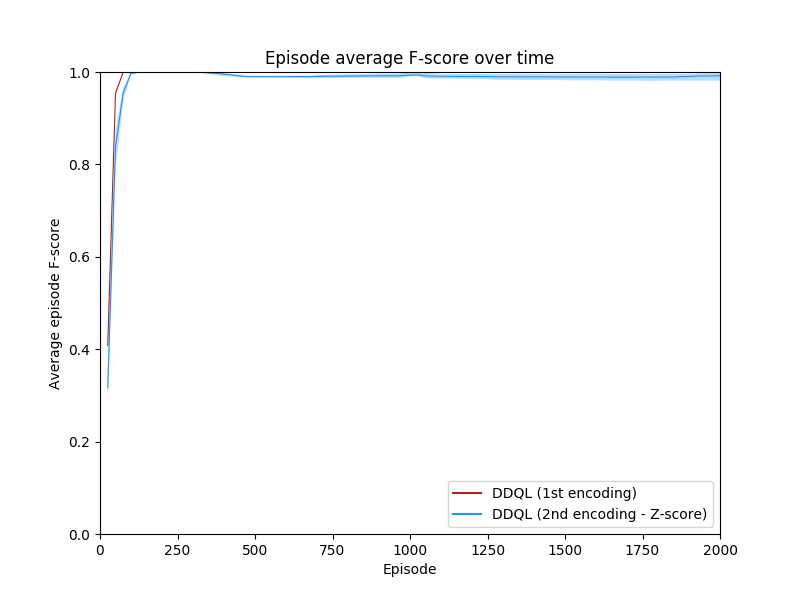 Episode average F-score over time
Average episode F-score
1.0
0.8
0.6
0.4
0.2
0.0
DDQL (1st encoding)
DDQL (2nd encoding - Z-score)
0 250 500 750 1000 1250 1500 1750 2000
Episode